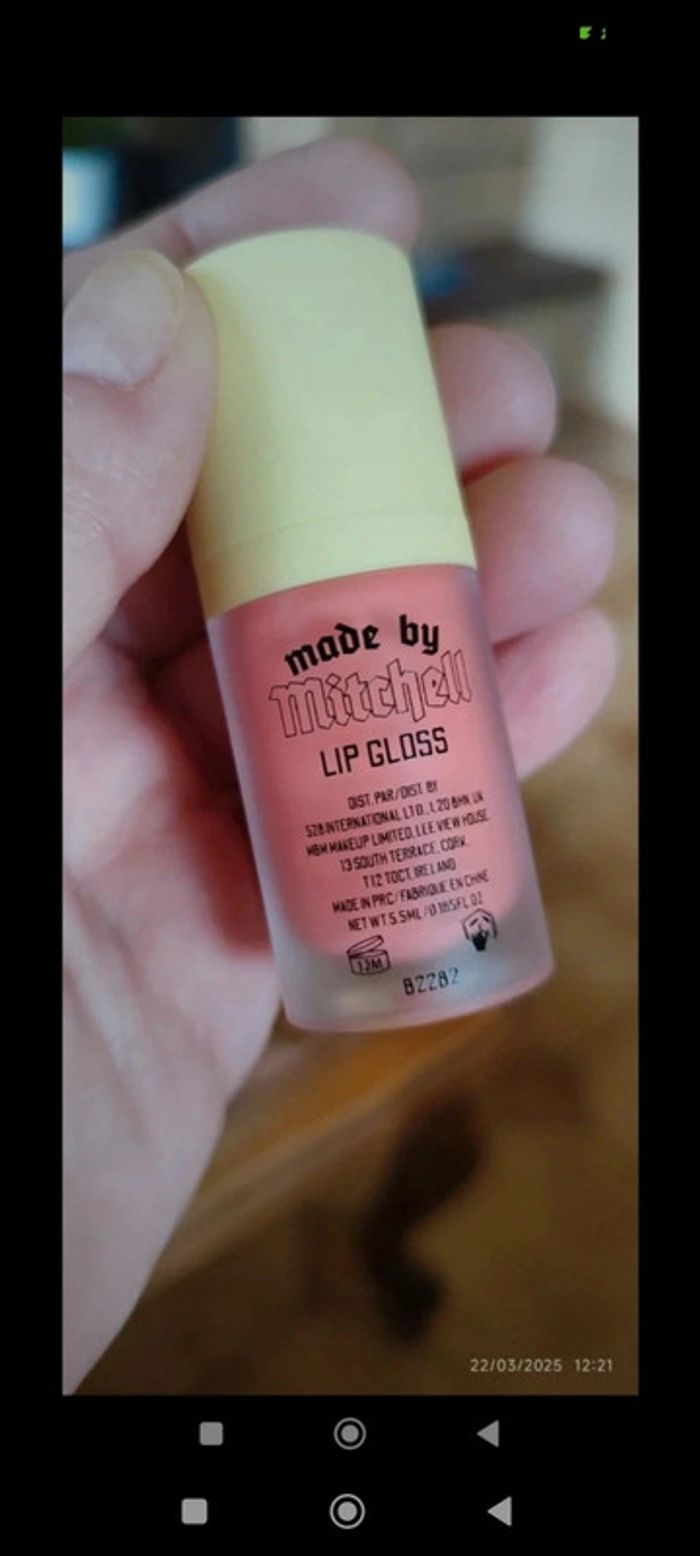 made by
Mitchell
LIP GLOSS
DIST. PAR/DIST. BY
528 INTERNATIONAL LTD., L20 8HN, UK
MBM MAKEUP LIMITED, LEE VIEW HOUSE,
13 SOUTH TERRACE, CORK,
T12 T0CT, IRELAND
MADE IN PRC/FABRIQUE EN CHINE
NET WT 5.5ML/0.185FL OZ
12M
82282
22/03/2025 12:21